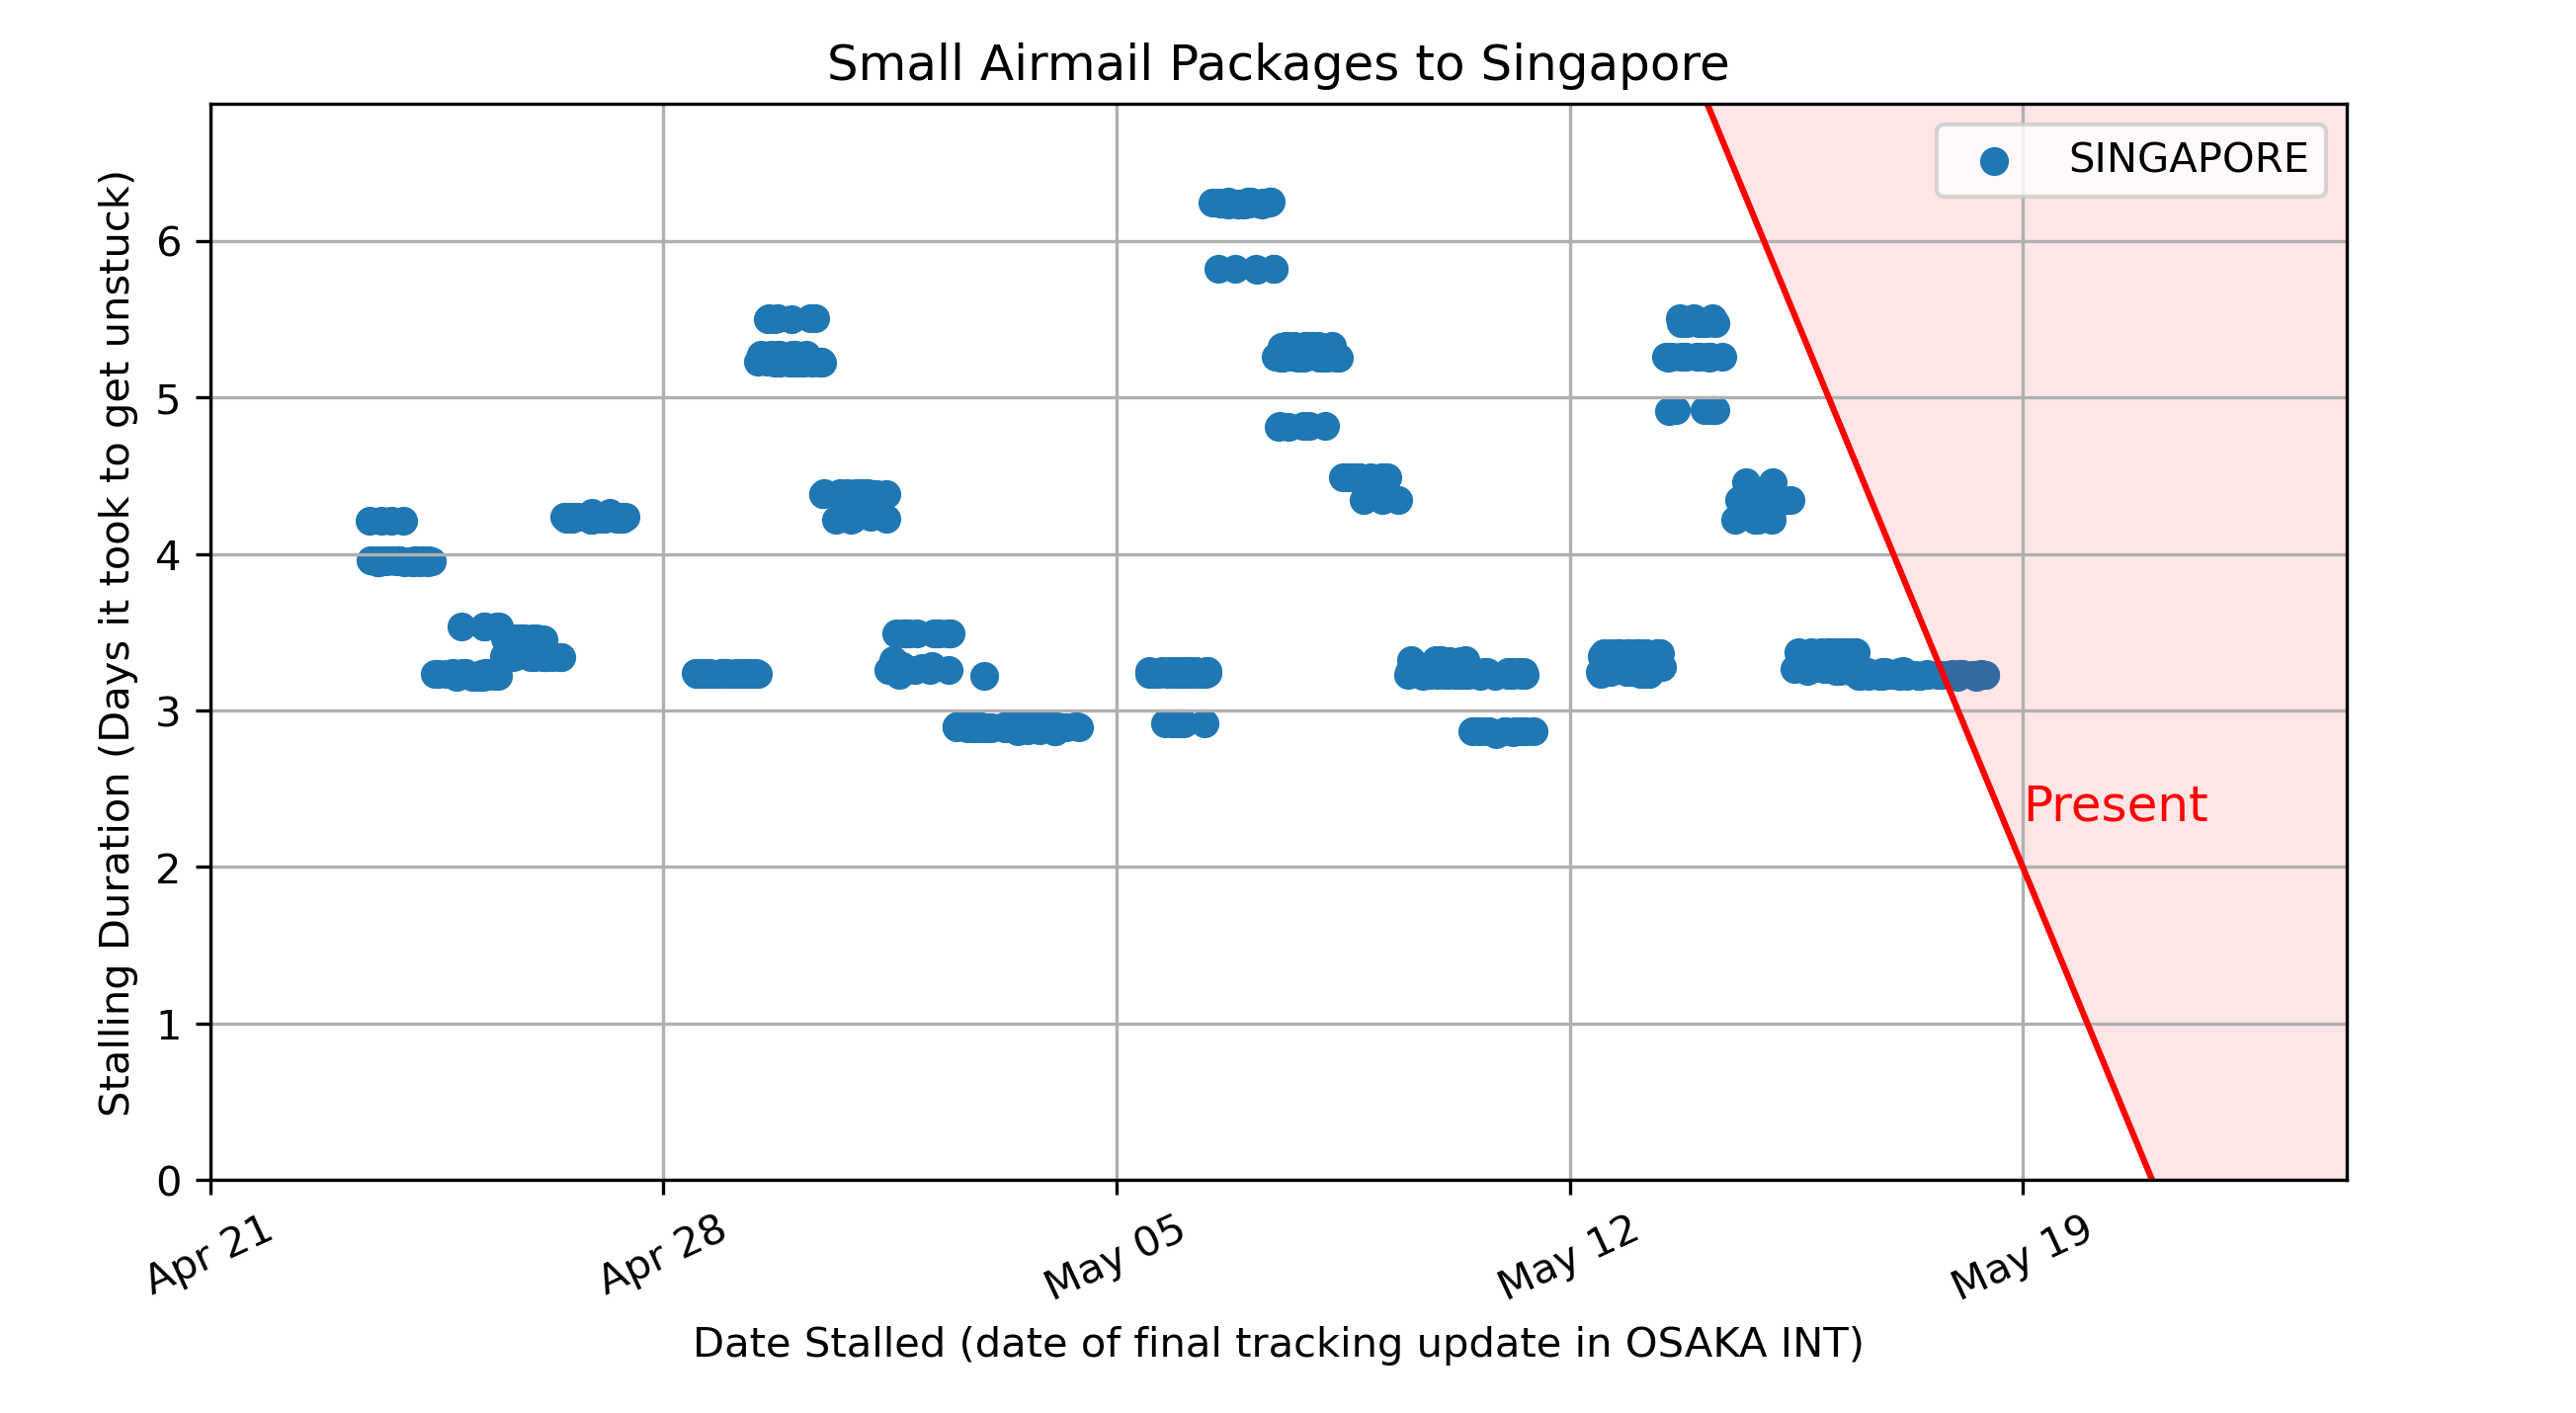 Small Airmail Packages to Singapore
SINGAPORE
Stalling Duration (Days it took to get unstuck)
6
5
4
3
2
1
0
Present
Apr 21
Apr 28
May 05
May 12
May 19
Date Stalled (date of final tracking update in OSAKA INT)